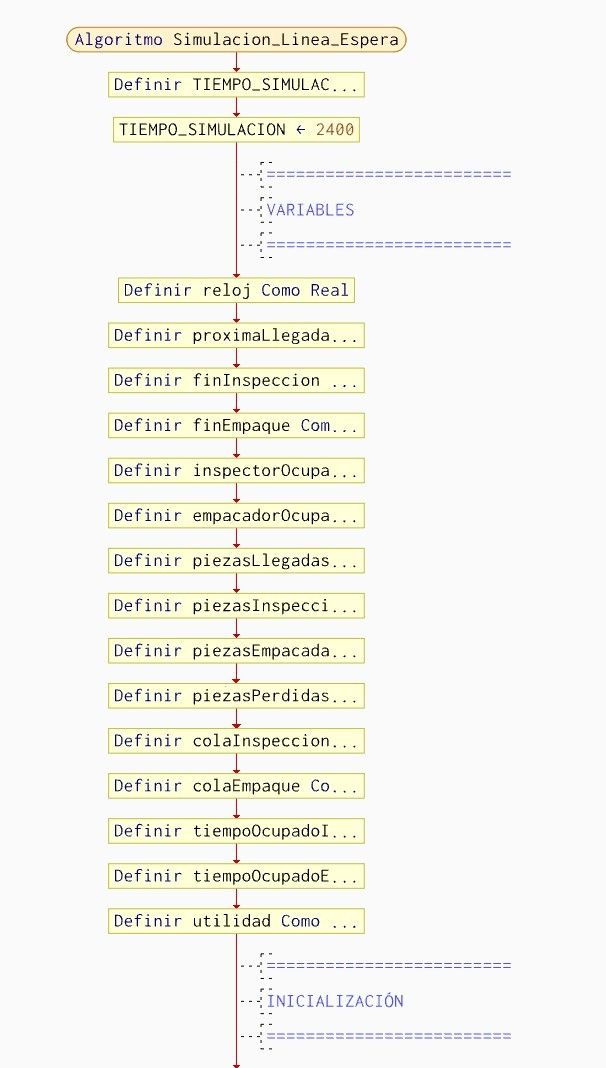 Algoritmo Simulacion_Linea_Espera
Definir TIEMPO_SIMULAC...
TIEMPO_SIMULACION ← 2400
=========================
VARIABLES
=========================
Definir reloj Como Real
Definir proximaLlegada...
Definir finInspeccion ...
Definir finEmpaque Com...
Definir inspectorOcupa...
Definir empacadorOcupa...
Definir piezasLlegadas...
Definir piezasInspecci...
Definir piezasEmpacada...
Definir piezasPerdidas...
Definir colaInspeccion...
Definir colaEmpaque Co...
Definir tiempoOcupadoI...
Definir tiempoOcupadoE...
Definir utilidad Como ...
=========================
INICIALIZACIÓN
=========================